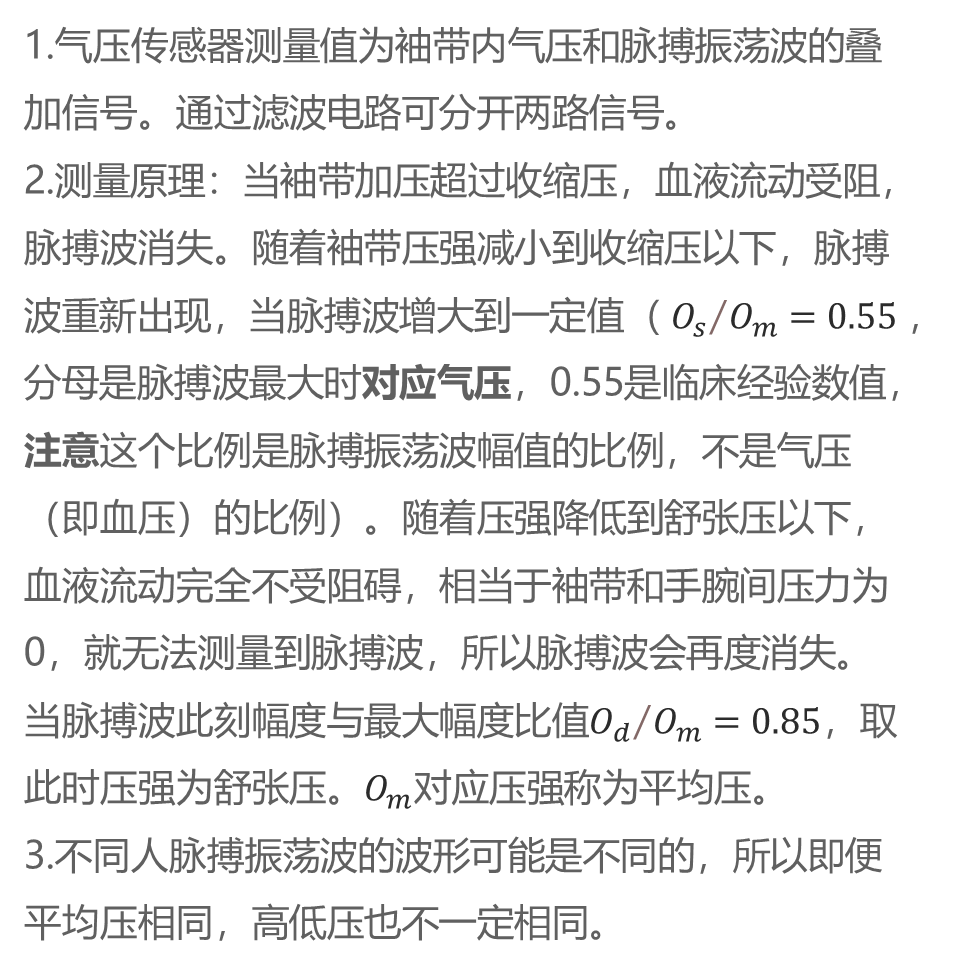 1.气压传感器测量值为袖带内气压和脉搏振荡波的叠
加信号。通过滤波电路可分开两路信号。
2.测量原理：当袖带加压超过收缩压，血液流动受阻，
脉搏波消失。随着袖带压强减小到收缩压以下，脉搏
波重新出现，当脉搏波增大到一定值（ O_s/O_m = 0.55 ，
分母是脉搏波最大时对应气压，0.55是临床经验数值，
注意这个比例是脉搏振荡波幅值的比例，不是气压
（即血压）的比例）。随着压强降低到舒张压以下，
血液流动完全不受阻碍，相当于袖带和手腕间压力为
0，就无法测量到脉搏波，所以脉搏波会再度消失。
当脉搏波此刻幅度与最大幅度比值O_d/O_m = 0.85，取
此时压强为舒张压。O_m对应压强称为平均压。
3.不同人脉搏振荡波的波形可能是不同的，所以即便
平均压相同，高低压也不一定相同。